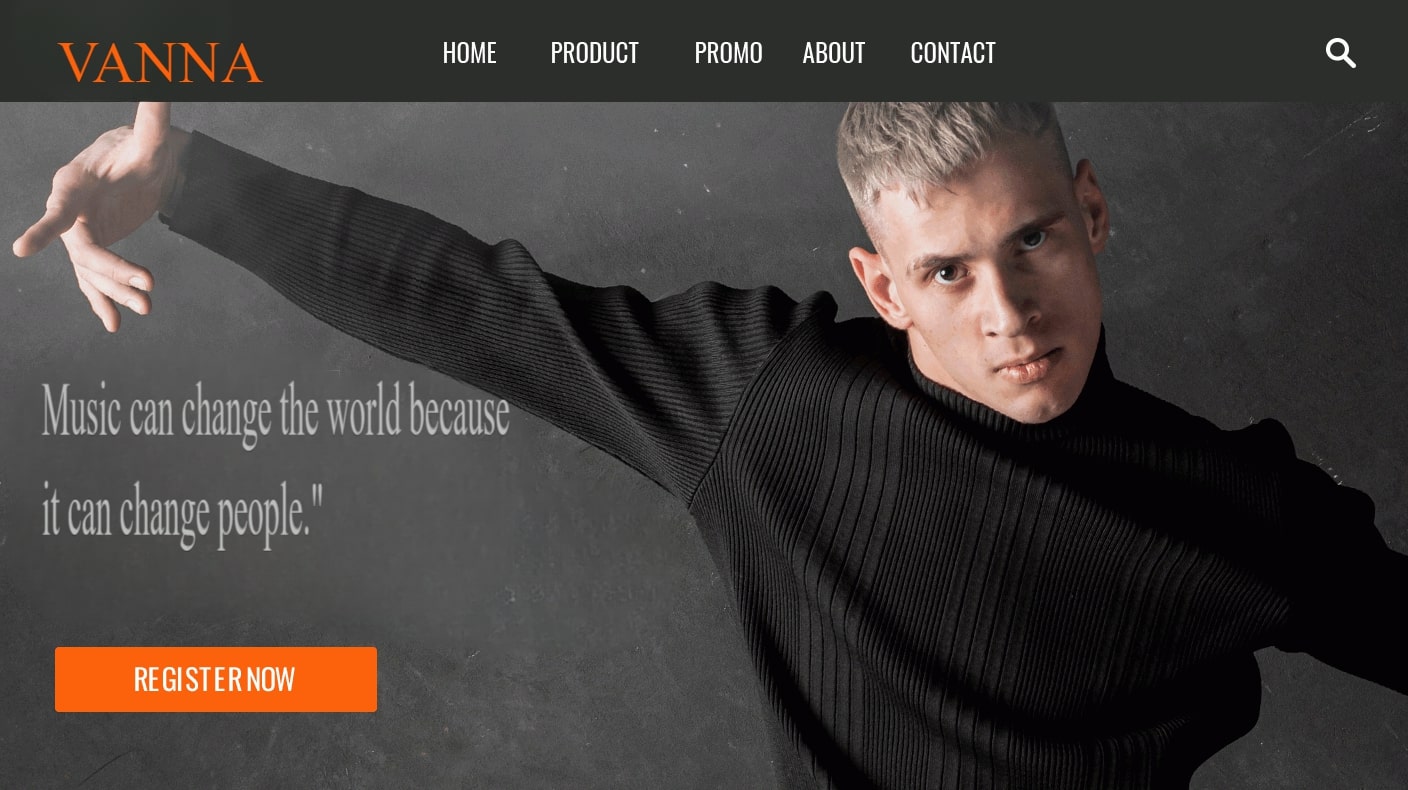 VANNA
HOME PRODUCT PROMO ABOUT CONTACT
Music can change the world because
it can change people."
REGISTER NOW